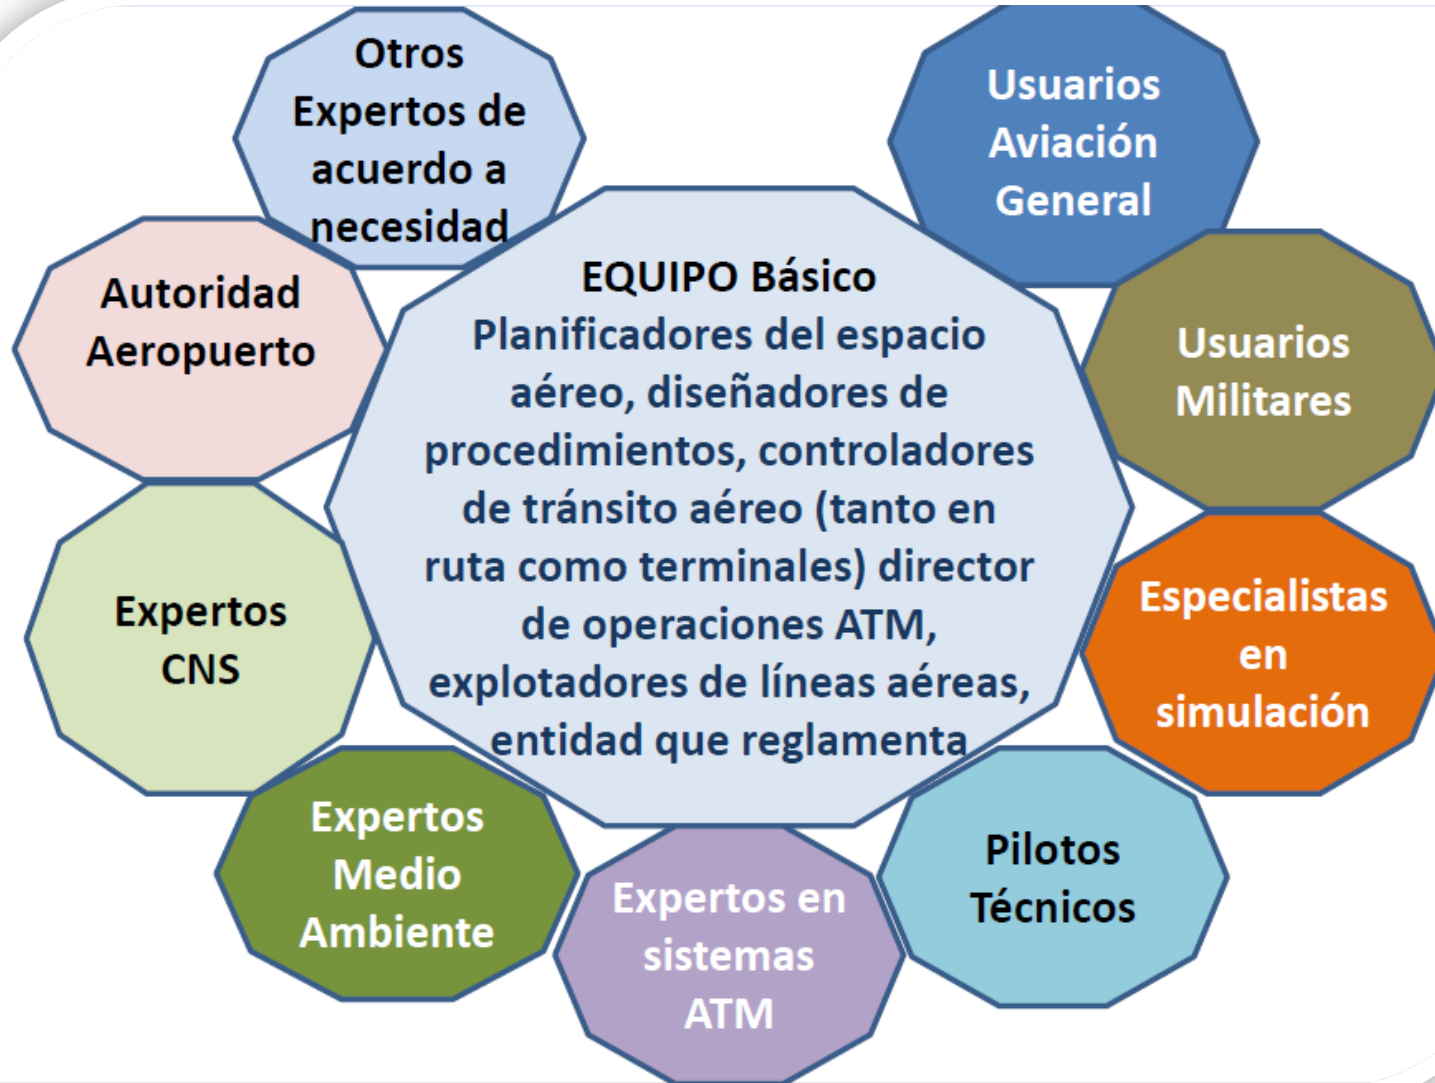 Otros
Expertos de
acuerdo a
necesidad
Usuarios
Aviación
General
Autoridad
Aeropuerto
EQUIPO Básico
Planificadores del espacio
aéreo, diseñadores de
procedimientos, controladores
de tránsito aéreo (tanto en
ruta como terminales) director
de operaciones ATM,
explotadores de líneas aéreas,
entidad que reglamenta
Usuarios
Militares
Expertos
CNS
Especialistas
en
simulación
Expertos
Medio
Ambiente
Expertos en
sistemas
ATM
Pilotos
Técnicos